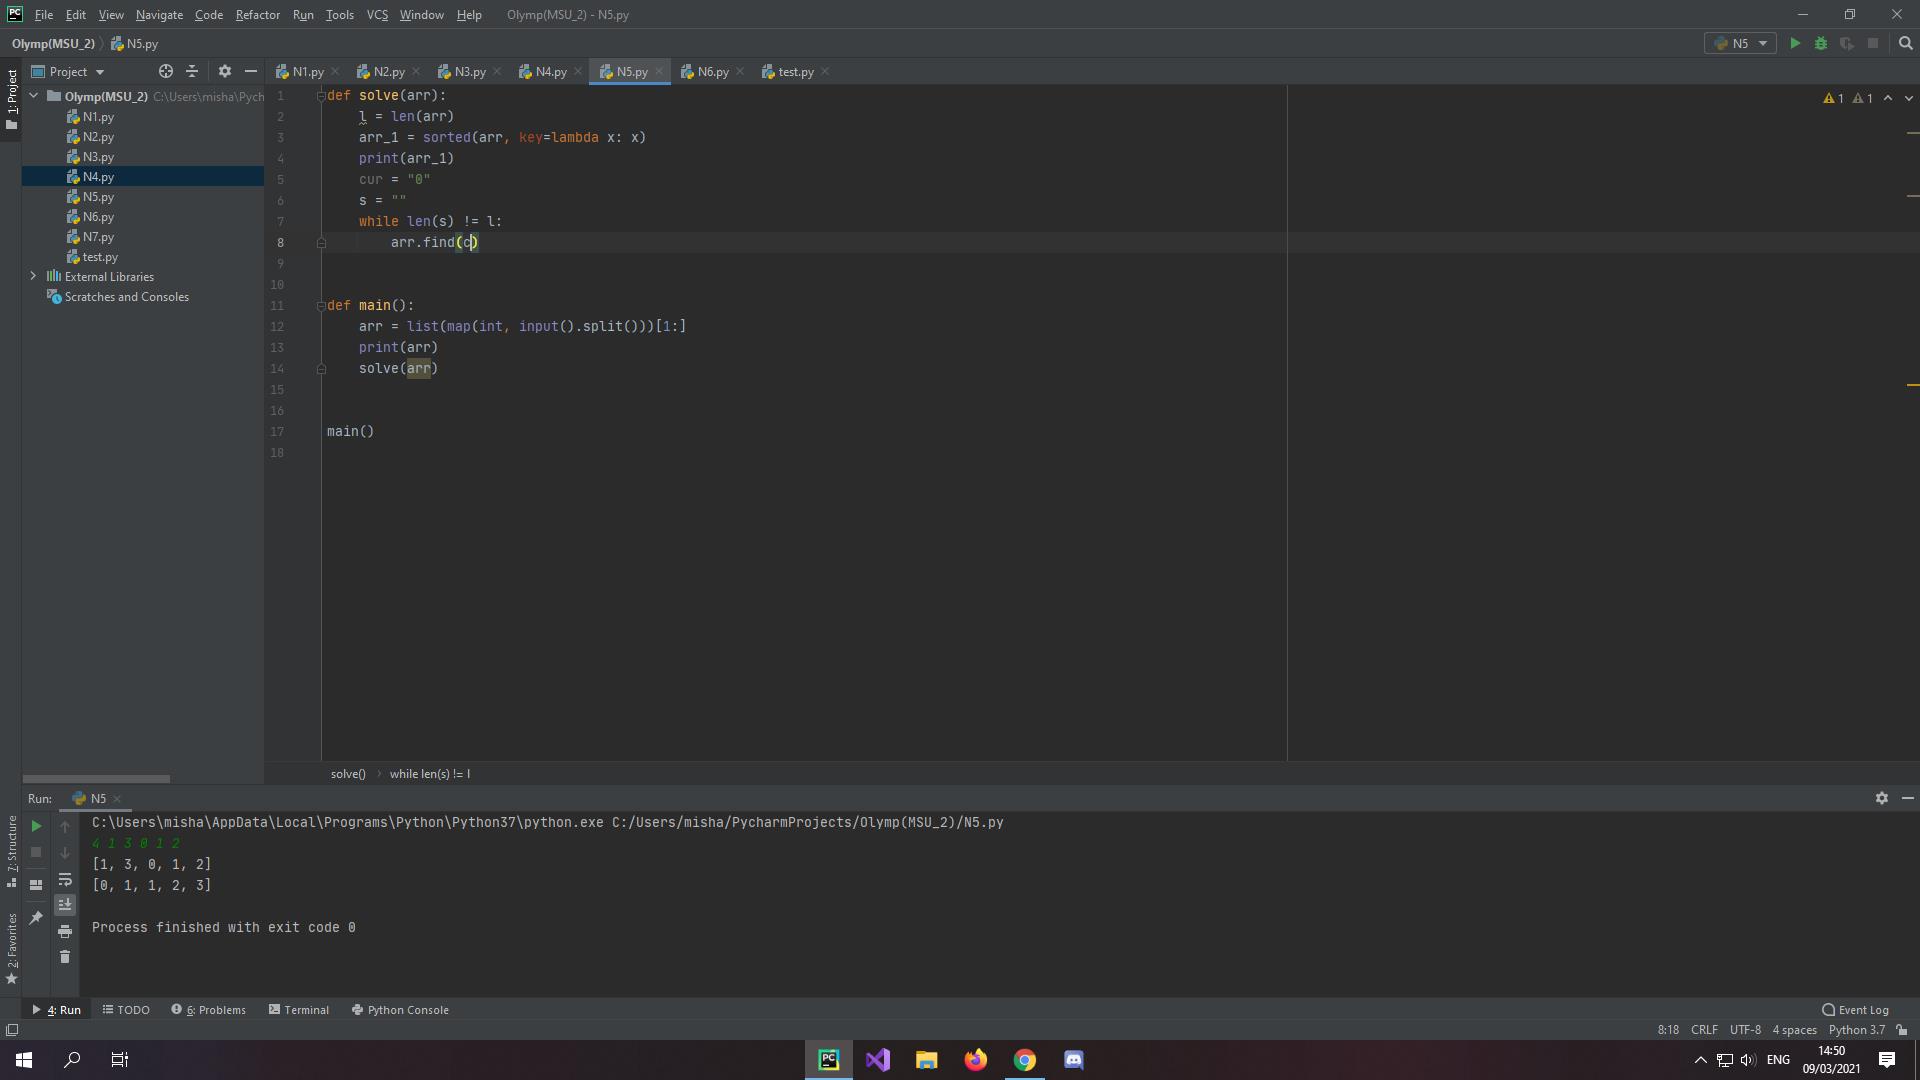 PC File Edit View Navigate Code Refactor Run Tools VCS Window Help Olymp(MSU_2) - N5.py
Olymp(MSU_2) N5.py N5
1: Project
Project N1.py N2.py N3.py N4.py N5.py N6.py test.py
Olymp(MSU_2) C:\Users\misha\Pych
N1.py
N2.py
N3.py
N4.py
N5.py
N6.py
N7.py
test.py
External Libraries
Scratches and Consoles
1 def solve(arr):
2 l = len(arr)
3 arr_1 = sorted(arr, key=lambda x: x)
4 print(arr_1)
5 cur = "0"
6 s = ""
7 while len(s) != l:
8 arr.find(c)
9
10
11 def main():
12 arr = list(map(int, input().split()))[1:]
13 print(arr)
14 solve(arr)
15
16
17 main()
18
1 1
solve() while len(s) != l
Run: N5
C:\Users\misha\AppData\Local\Programs\Python\Python37\python.exe C:/Users/misha/PycharmProjects/Olymp(MSU_2)/N5.py
4 1 3 0 1 2
[1, 3, 0, 1, 2]
[0, 1, 1, 2, 3]
Process finished with exit code 0
7: Structure
2: Favorites
4: Run TODO 6: Problems Terminal Python Console Event Log
8:18 CRLF UTF-8 4 spaces Python 3.7
PC ENG 14:50
09/03/2021